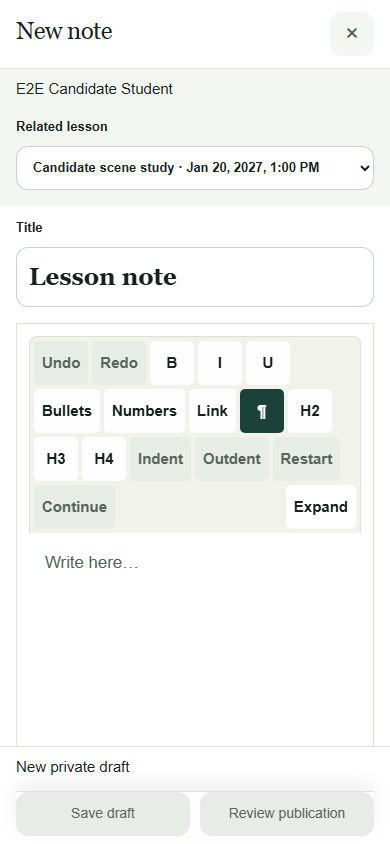 New note
×
E2E Candidate Student
Related lesson
Candidate scene study · Jan 20, 2027, 1:00 PM
Title
Lesson note
Undo Redo B I U
Bullets Numbers Link ¶ H2
H3 H4 Indent Outdent Restart
Continue Expand
Write here…
New private draft
Save draft Review publication